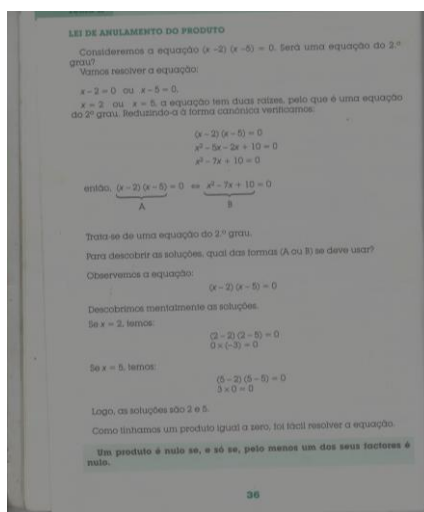 LEI DE ANULAMENTO DO PRODUTO
Consideremos a equação (x – 2) (x – 5) = 0. Será uma equação do 2.º
grau?
Vamos resolver a equação:
x – 2 = 0 ou x – 5 = 0.
x = 2 ou x = 5, a equação tem duas raízes, pelo que é uma equação
do 2º grau. Reduzindo-a à forma canónica verificamos:
(x – 2) (x – 5) = 0
x² – 5x – 2x + 10 = 0
x² – 7x + 10 = 0
então, (x – 2) (x – 5) = 0 ⇔ x² – 7x + 10 = 0
A B
Trata-se de uma equação do 2.º grau.
Para descobrir as soluções, qual das formas (A ou B) se deve usar?
Observemos a equação:
(x – 2) (x – 5) = 0
Descobrimos mentalmente as soluções.
Se x = 2, temos:
(2 – 2) (2 – 5) = 0
0 × (–3) = 0
Se x = 5, temos:
(5 – 2) (5 – 5) = 0
3 × 0 = 0
Logo, as soluções são 2 e 5.
Como tínhamos um produto igual a zero, foi fácil resolver a equação.
Um produto é nulo se, e só se, pelo menos um dos seus factores é
nulo.
36